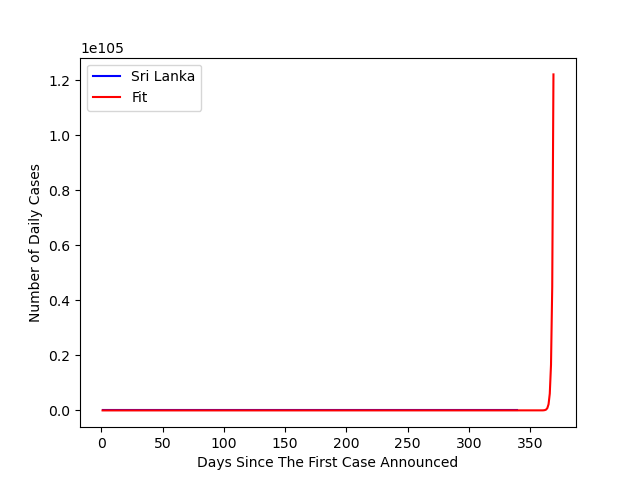 1e105
Sri Lanka
Fit
1.2
1.0
0.8
0.6
0.4
0.2
0.0
Number of Daily Cases
0 50 100 150 200 250 300 350
Days Since The First Case Announced